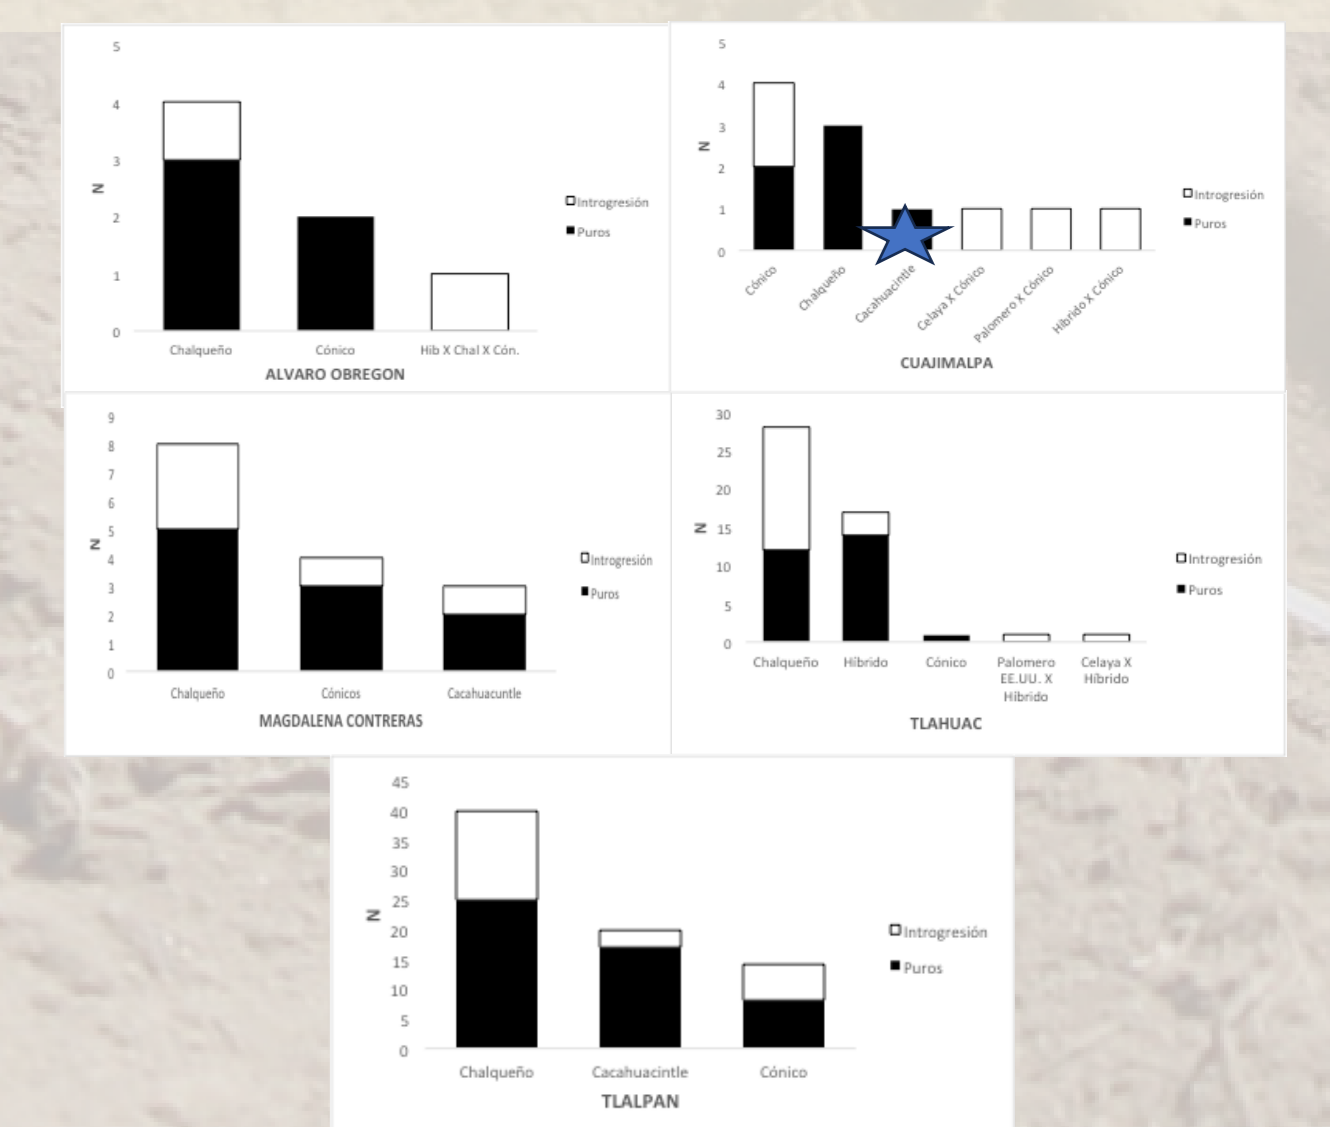 5
4
3
2
1
0
N
Chalqueño
Cónico
Hib X Chal X Cón.
ALVARO OBREGON
Introgresión
Puros
5
4
3
2
1
0
N
Cónico
Chalqueño
Cacahuacintle
Celaya X Cónico
Palomero X Cónico
Híbrido X Cónico
CUAJIMALPA
Introgresión
Puros
9
8
7
6
5
4
3
2
1
0
N
Chalqueño
Cónicos
Cacahuacuntle
MAGDALENA CONTRERAS
Introgresión
Puros
30
25
20
15
10
5
0
N
Chalqueño
Híbrido
Cónico
Palomero
EE.UU. X
Híbrido
Celaya X
Híbrido
TLAHUAC
Introgresión
Puros
45
40
35
30
25
20
15
10
5
0
N
Chalqueño
Cacahuacintle
Cónico
TLALPAN
Introgresión
Puros